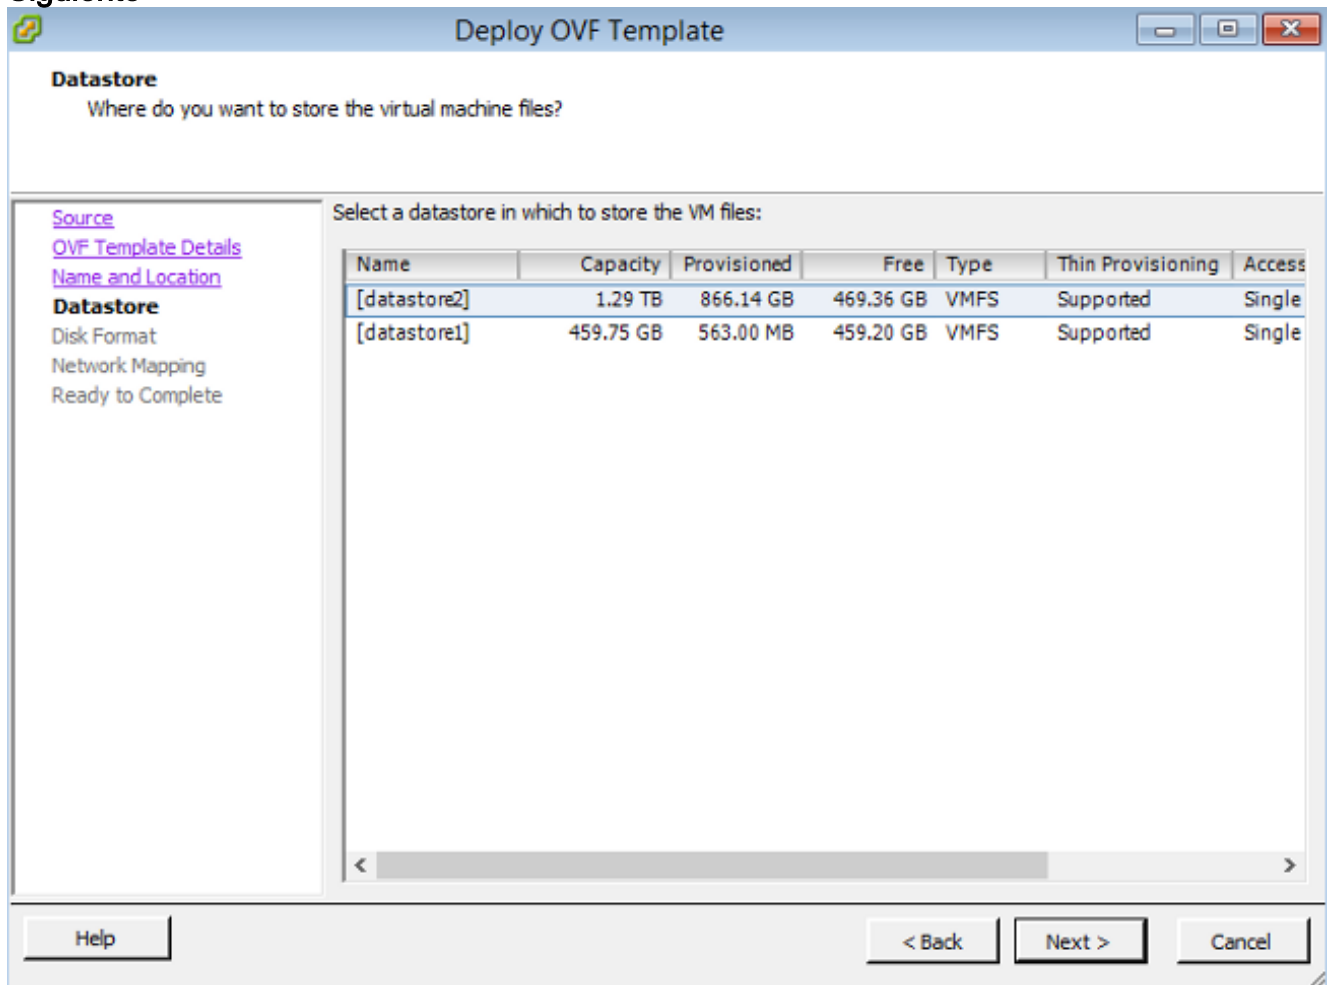 Siguiente
Deploy OVF Template
Datastore
Where do you want to store the virtual machine files?
Source
OVF Template Details
Name and Location
Datastore
Disk Format
Network Mapping
Ready to Complete
Select a datastore in which to store the VM files:
Name Capacity Provisioned Free Type Thin Provisioning Access
[datastore2] 1.29 TB 866.14 GB 469.36 GB VMFS Supported Single
[datastore1] 459.75 GB 563.00 MB 459.20 GB VMFS Supported Single
Help < Back Next > Cancel